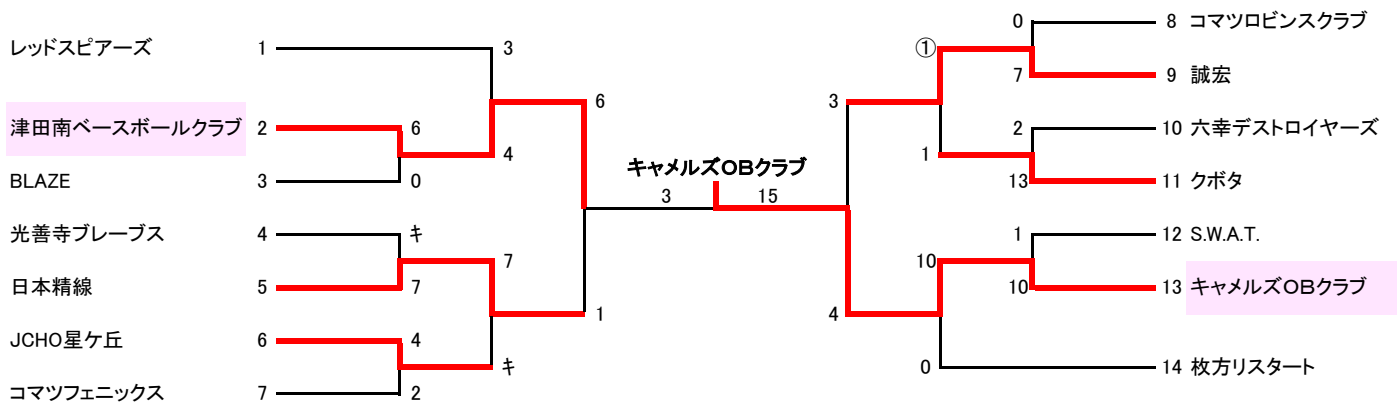 レッドスピアーズ 1 3
津田南ベースボールクラブ 2 6 4 6
BLAZE 3 0
光善寺ブレーブス 4 キ 7
日本精線 5 7
JCHO星ケ丘 6 4 キ 1
コマツフェニックス 7 2
キャメルズOBクラブ
3 15
0 8 コマツロビンスクラブ
① 7 9 誠宏
3
2 10 六幸デストロイヤーズ
1 13 11 クボタ
1 12 S.W.A.T.
10 10 13 キャメルズOBクラブ
4
0 14 枚方リスタート